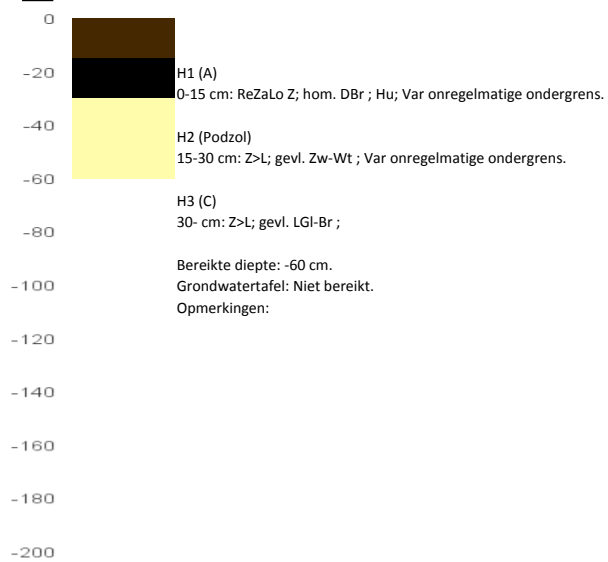 0
-20
-40
-60
-80
-100
-120
-140
-160
-180
-200
H1 (A)
0-15 cm: ReZaLo Z; hom. DBr ; Hu; Var onregelmatige ondergrens.
H2 (Podzol)
15-30 cm: Z>L; gevl. Zw-Wt ; Var onregelmatige ondergrens.
H3 (C)
30- cm: Z>L; gevl. LGl-Br ;
Bereikte diepte: -60 cm.
Grondwatertafel: Niet bereikt.
Opmerkingen: